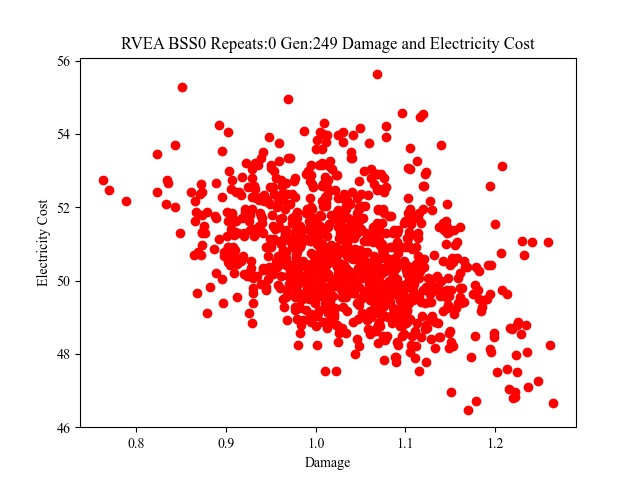 RVEA BSS0 Repeats:0 Gen:249 Damage and Electricity Cost
56
54
52
50
48
46
Electricity Cost
0.8 0.9 1.0 1.1 1.2
Damage